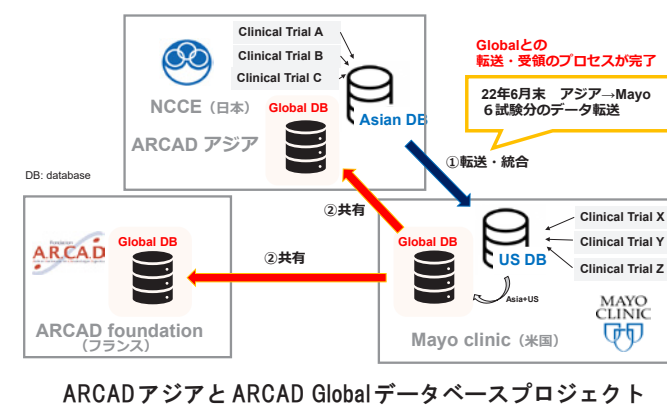 Clinical Trial A
Clinical Trial B
Clinical Trial C
NCCE（日本）
Global DB
Asian DB
ARCAD アジア
Globalとの
転送・受領のプロセスが完了
22年6月末　アジア→Mayo
６試験分のデータ転送
DB: database
①転送・統合
②共有
ARCAD
Global DB
②共有
Global DB
US DB
Clinical Trial X
Clinical Trial Y
Clinical Trial Z
Asia+US
ARCAD foundation
（フランス）
Mayo clinic（米国）
MAYO
CLINIC
ARCADアジアとARCAD Globalデータベースプロジェクト